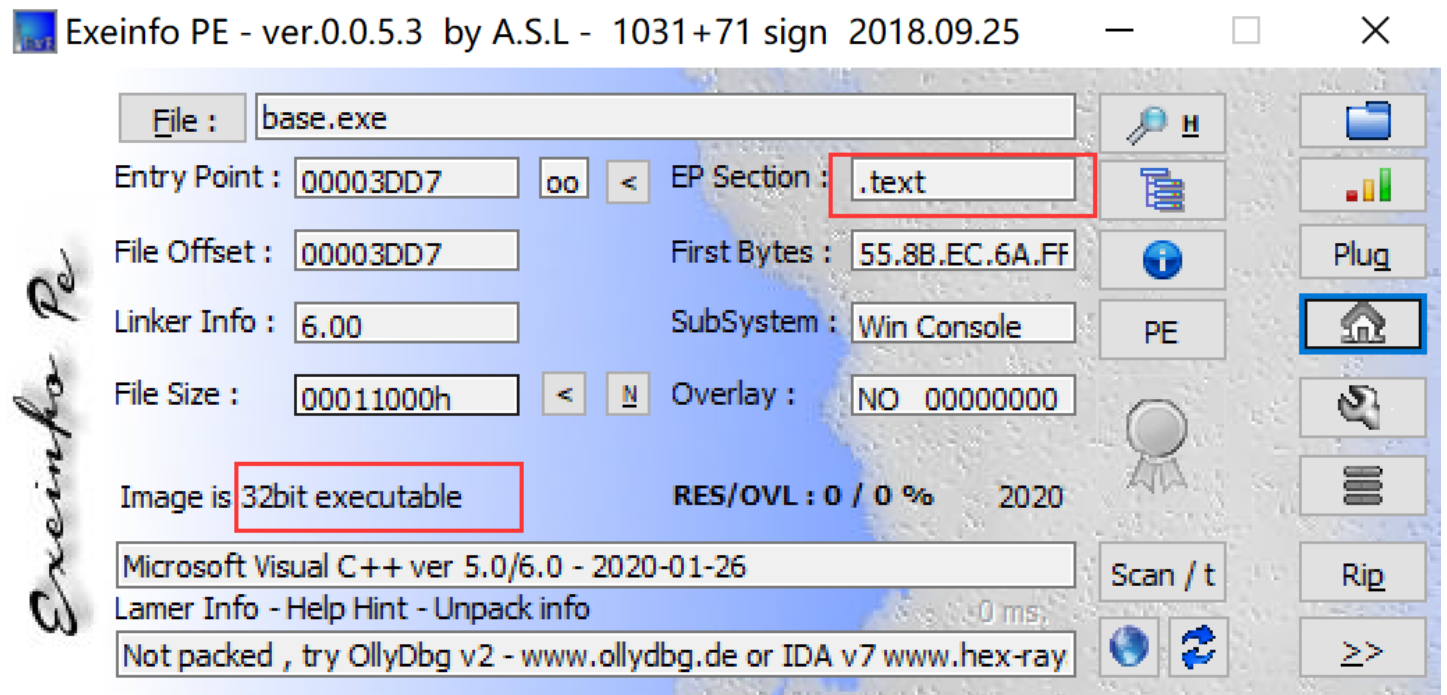 Exeinfo PE - ver.0.0.5.3 by A.S.L - 1031+71 sign 2018.09.25
File : base.exe H
Entry Point : 00003DD7 oo < EP Section : .text
File Offset : 00003DD7 First Bytes : 55.8B.EC.6A.FF Plug
Linker Info : 6.00 SubSystem : Win Console PE
File Size : 00011000h < N Overlay : NO 00000000
Image is 32bit executable RES/OVL : 0 / 0 % 2020
Microsoft Visual C++ ver 5.0/6.0 - 2020-01-26 Scan / t Rip
Lamer Info - Help Hint - Unpack info 0 ms.
Not packed , try OllyDbg v2 - www.ollydbg.de or IDA v7 www.hex-ray >>
Exeinfo Pe